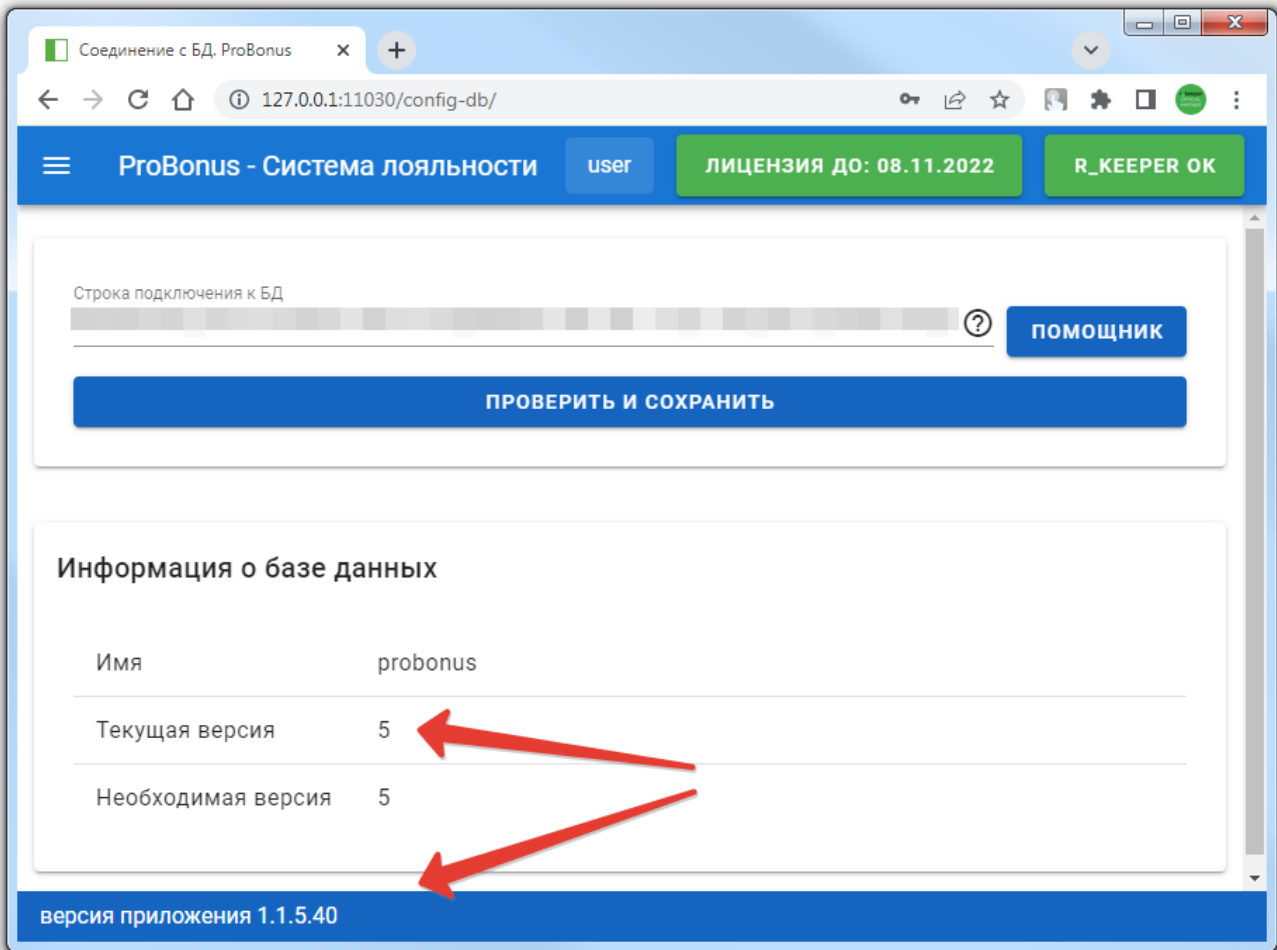 Соединение с БД. ProBonus
127.0.0.1:11030/config-db/
ProBonus - Система лояльности
user
ЛИЦЕНЗИЯ ДО: 08.11.2022
R_KEEPER OK
Строка подключения к БД
ПОМОЩНИК
ПРОВЕРИТЬ И СОХРАНИТЬ
Информация о базе данных
Имя probonus
Текущая версия 5
Необходимая версия 5
версия приложения 1.1.5.40